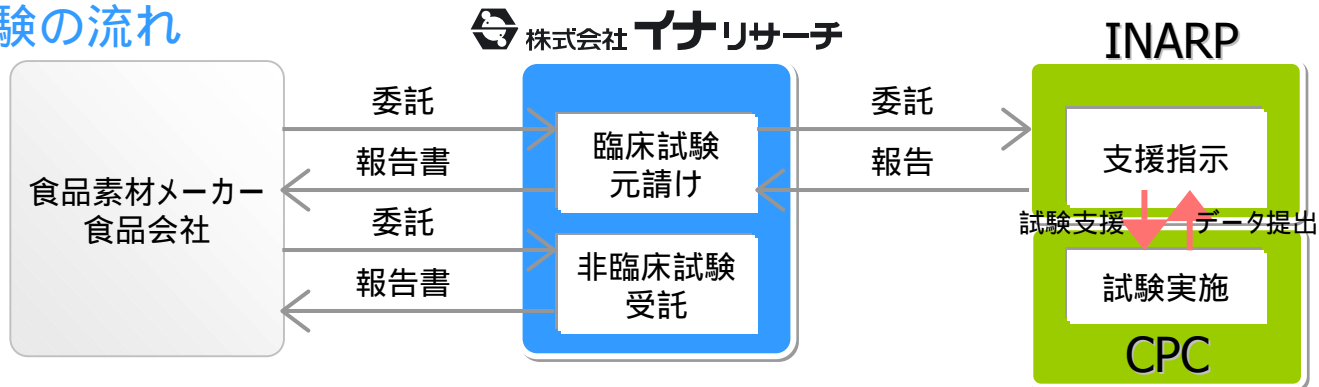 験の流れ
株式会社イナリサーチ
INARP
食品素材メーカー
食品会社
委託
報告書
委託
報告書
臨床試験
元請け
非臨床試験
受託
委託
報告
支援指示
試験支援
データ提出
試験実施
CPC